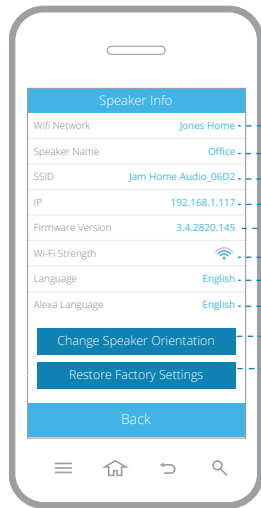 Speaker Info
Wifi Network Jones Home
Speaker Name Office
SSID Jam Home Audio_06D2
IP 192.168.1.117
Firmware Version 3.4.2820.145
Wi-Fi Strength
Language English
Alexa Language English
Change Speaker Orientation
Restore Factory Settings
Back